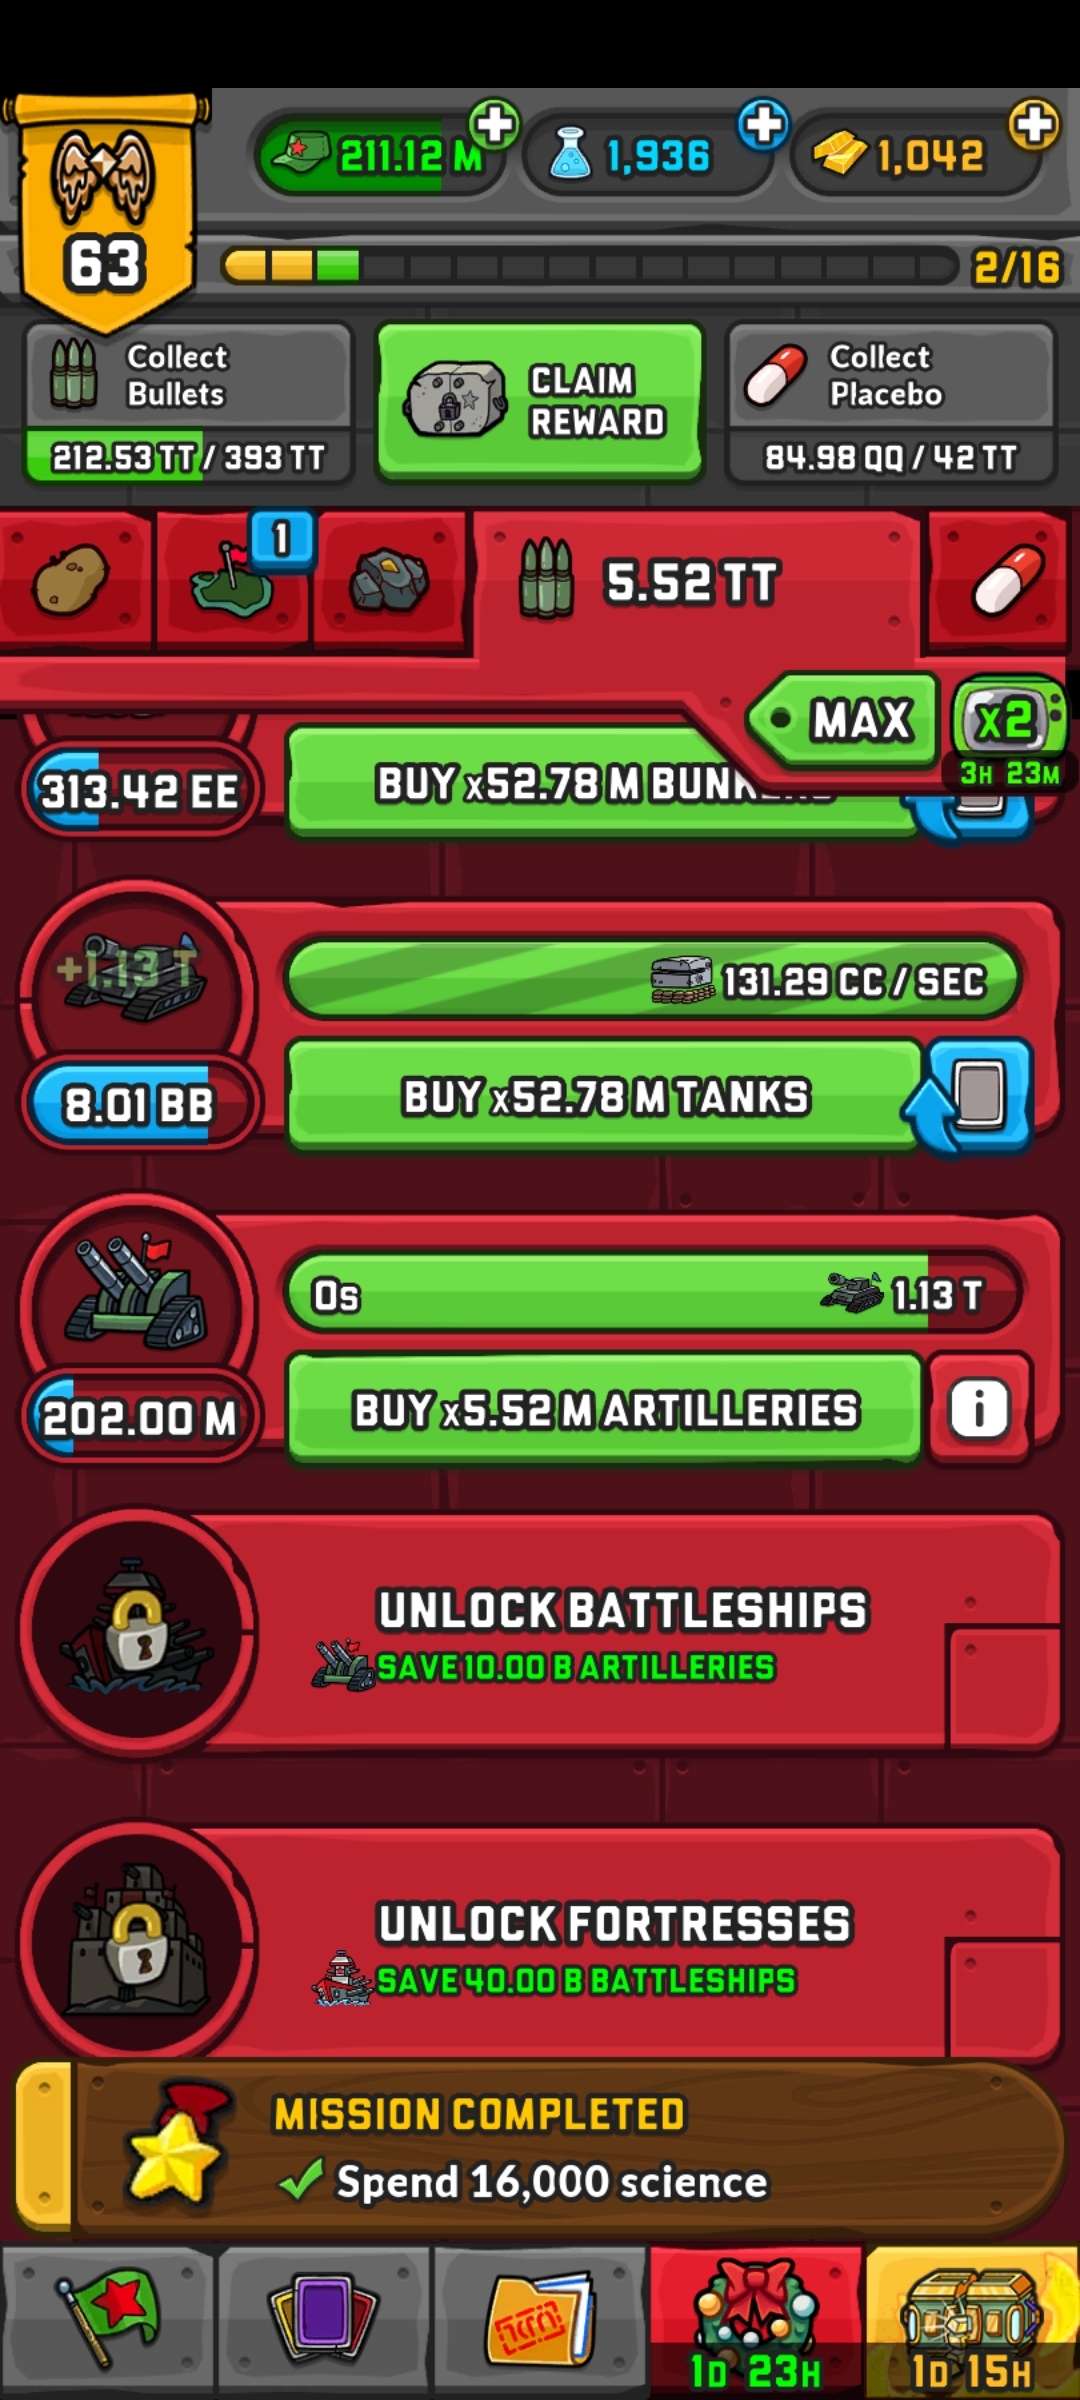 211.12 M
1,936
1,042
63
2/16
Collect
Bullets
212.53 TT / 393 TT
CLAIM
REWARD
Collect
Placebo
84.98 QQ / 42 TT
1
5.52 TT
MAX
x2
3H 23M
313.42 EE
BUY x52.78 M
+1.13 T
131.29 CC / SEC
8.01 BB
BUY x52.78 M TANKS
0s
1.13 T
202.00 M
BUY x5.52 M ARTILLERIES
i
UNLOCK BATTLESHIPS
SAVE 10.00 B ARTILLERIES
UNLOCK FORTRESSES
SAVE 40.00 B BATTLESHIPS
MISSION COMPLETED
Spend 16,000 science
1D 23H
1D 15H